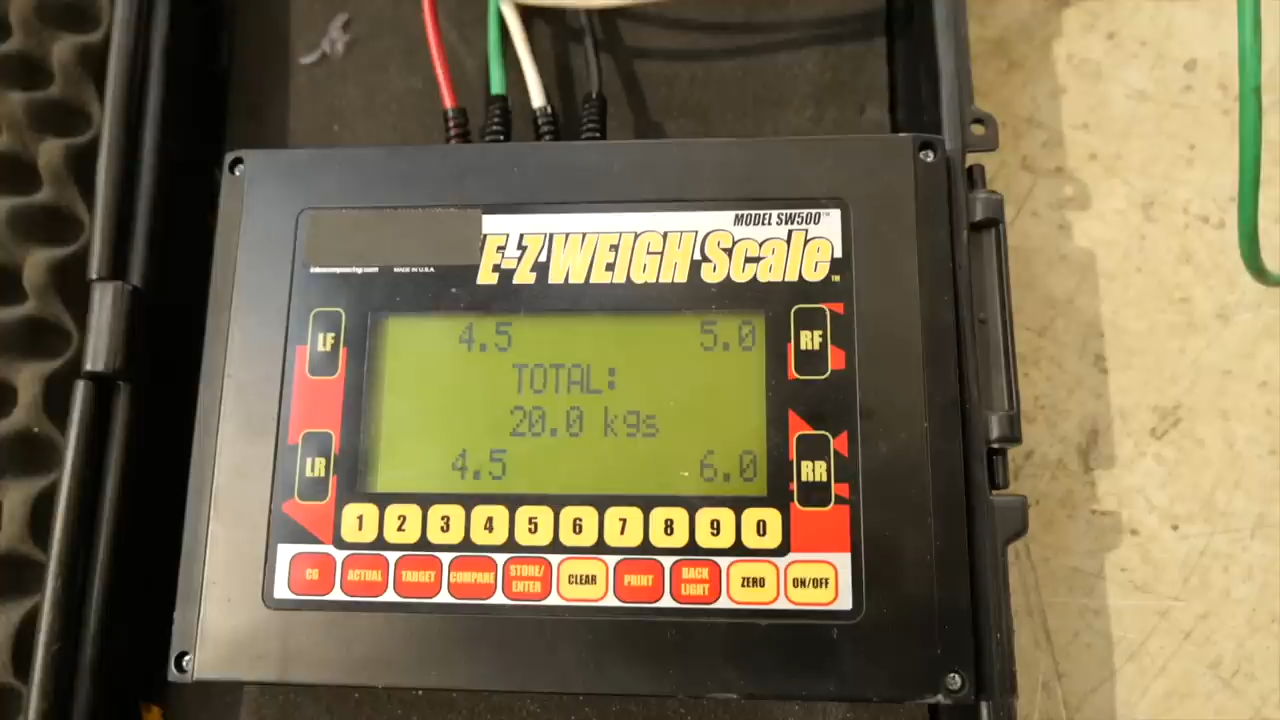 MODEL SW500™
E-Z WEIGH Scale™
MADE IN U.S.A.
LF
4.5
5.0
RF
TOTAL:
20.0 kgs
LR
4.5
6.0
RR
1 2 3 4 5 6 7 8 9 0
CG ACTUAL TARGET COMPARE STORE/ENTER CLEAR PRINT BACK LIGHT ZERO ON/OFF